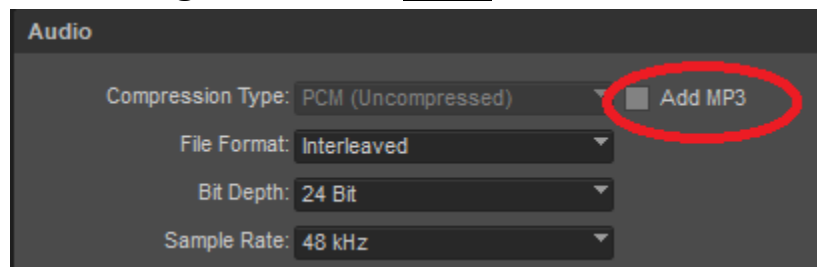 Audio
Compression Type: PCM (Uncompressed) Add MP3
File Format: Interleaved
Bit Depth: 24 Bit
Sample Rate: 48 kHz